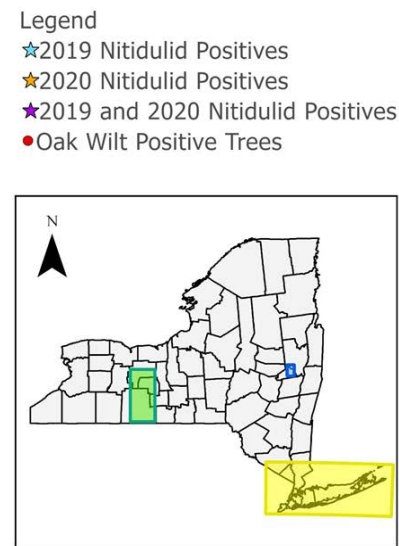 Legend
2019 Nitidulid Positives
2020 Nitidulid Positives
2019 and 2020 Nitidulid Positives
Oak Wilt Positive Trees
N